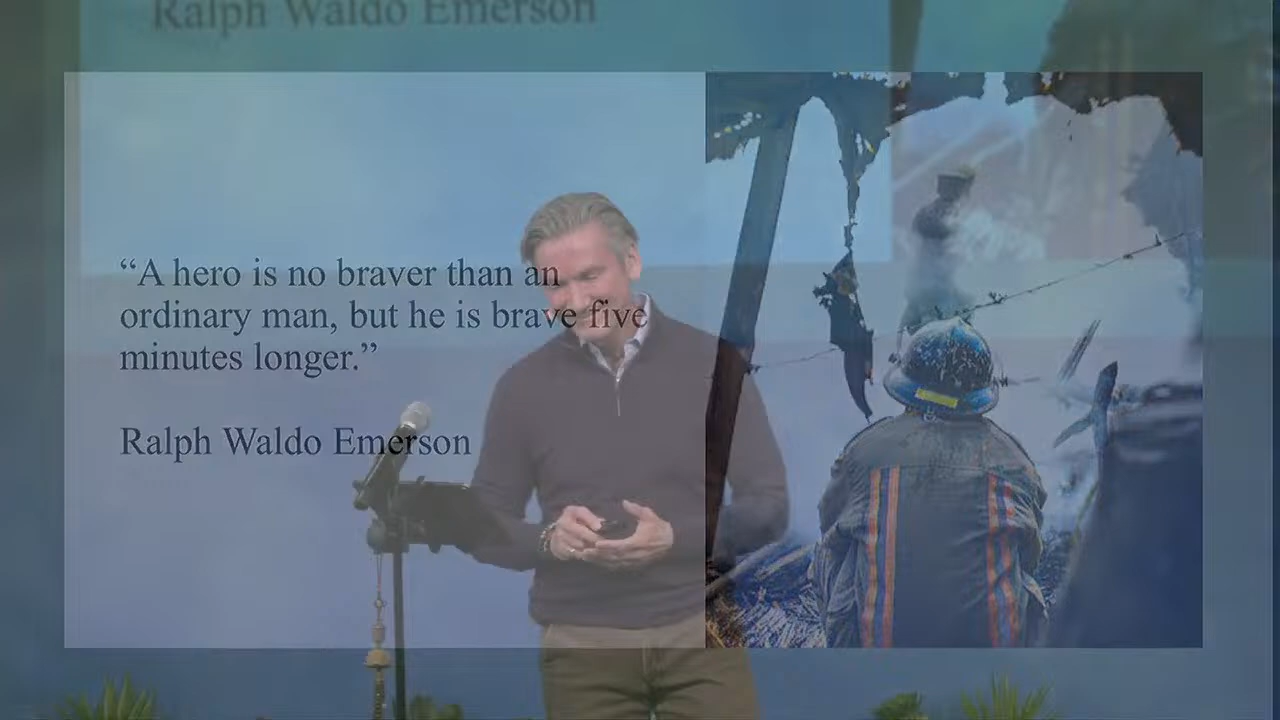 Ralph Waldo Emerson
“A hero is no braver than an
ordinary man, but he is brave five
minutes longer.”
Ralph Waldo Emerson